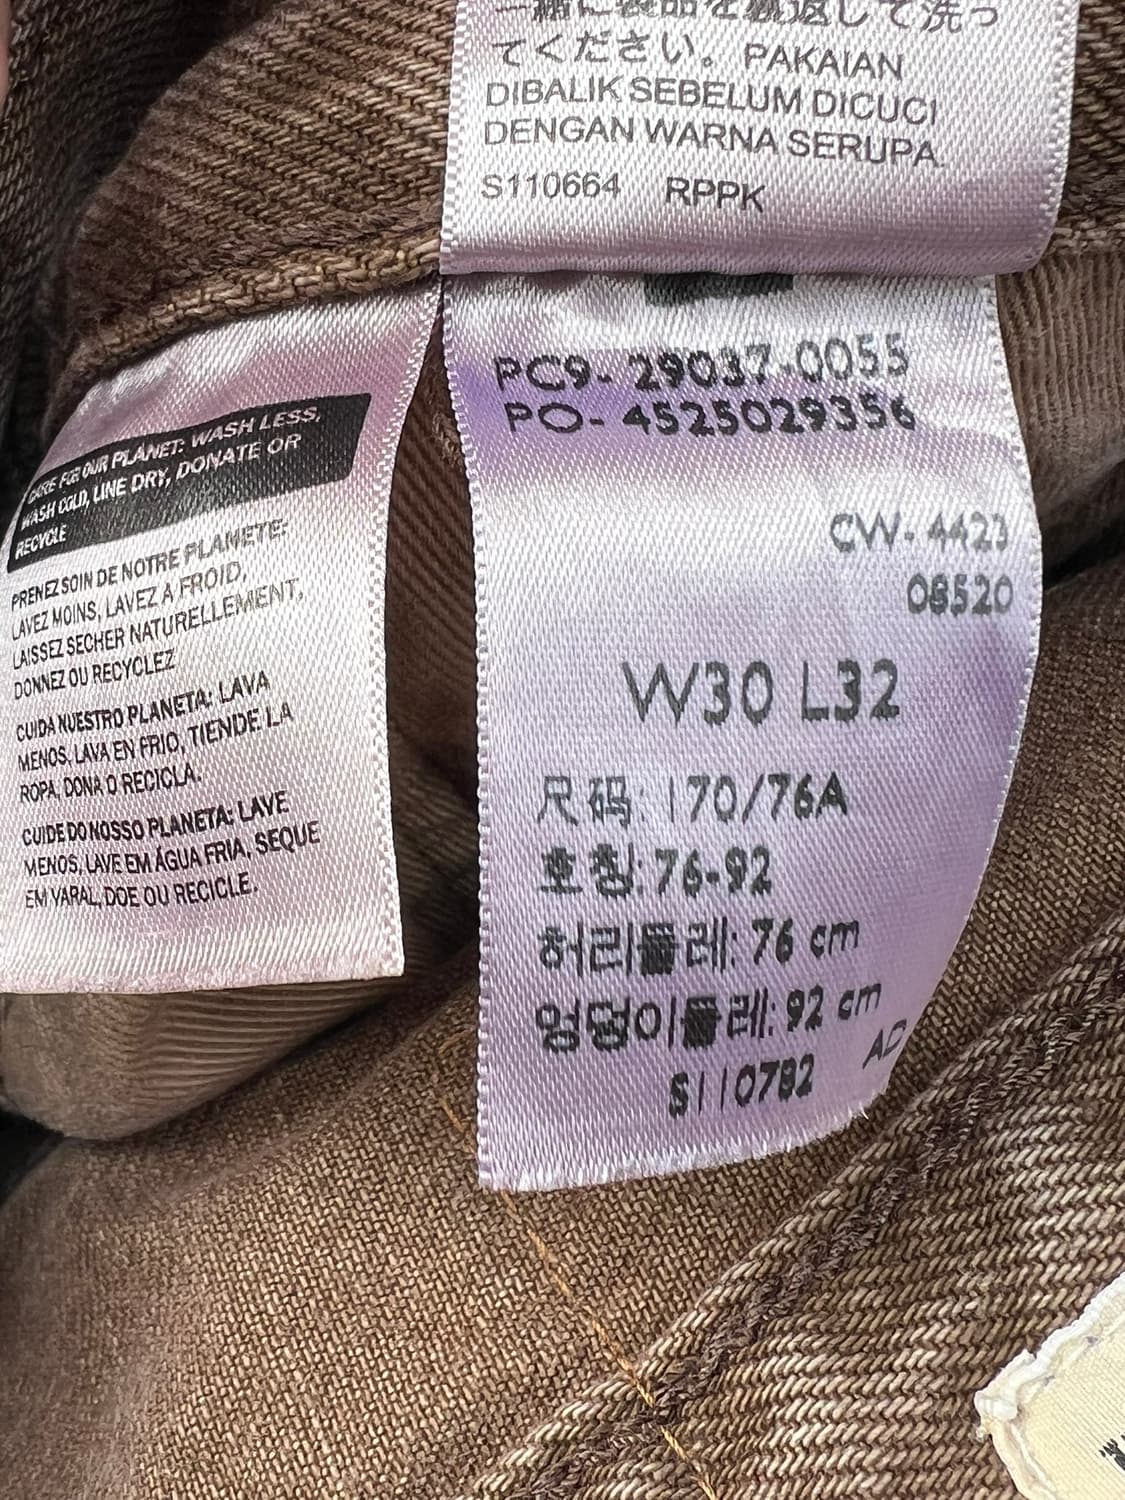 てください。PAKAIAN
DIBALIK SEBELUM DICUCI
DENGAN WARNA SERUPA.
S110664 RPPK
PC9- 29037-0055
PO- 4525029356
CW- 4423
08520
W30 L32
尺码: 170/76A
호칭: 76-92
허리둘레: 76 cm
엉덩이둘레: 92 cm
AD
S110782
CARE FOR OUR PLANET: WASH LESS,
WASH COLD, LINE DRY, DONATE OR
RECYCLE
PRENEZ SOIN DE NOTRE PLANETE:
LAVEZ MOINS, LAVEZ A FROID,
LAISSEZ SECHER NATURELLEMENT,
DONNEZ OU RECYCLEZ
CUIDA NUESTRO PLANETA: LAVA
MENOS. LAVA EN FRIO, TIENDE LA
ROPA, DONA O RECICLA.
CUIDE DO NOSSO PLANETA: LAVE
MENOS, LAVE EM ÁGUA FRIA, SEQUE
EM VARAL, DOE OU RECICLE.